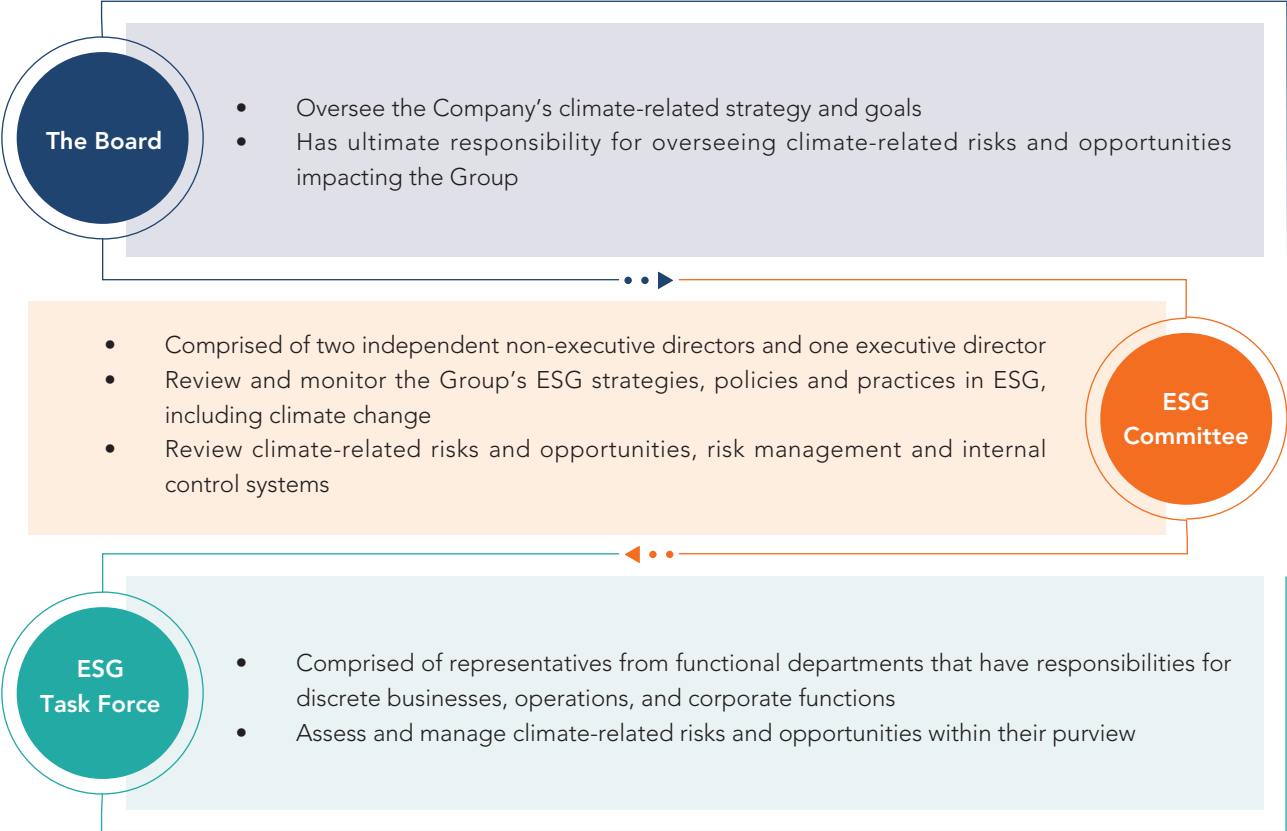 The Board
• Oversee the Company’s climate-related strategy and goals
• Has ultimate responsibility for overseeing climate-related risks and opportunities
impacting the Group
• Comprised of two independent non-executive directors and one executive director
• Review and monitor the Group’s ESG strategies, policies and practices in ESG,
including climate change
• Review climate-related risks and opportunities, risk management and internal
control systems
ESG
Committee
ESG
Task Force
• Comprised of representatives from functional departments that have responsibilities for
discrete businesses, operations, and corporate functions
• Assess and manage climate-related risks and opportunities within their purview